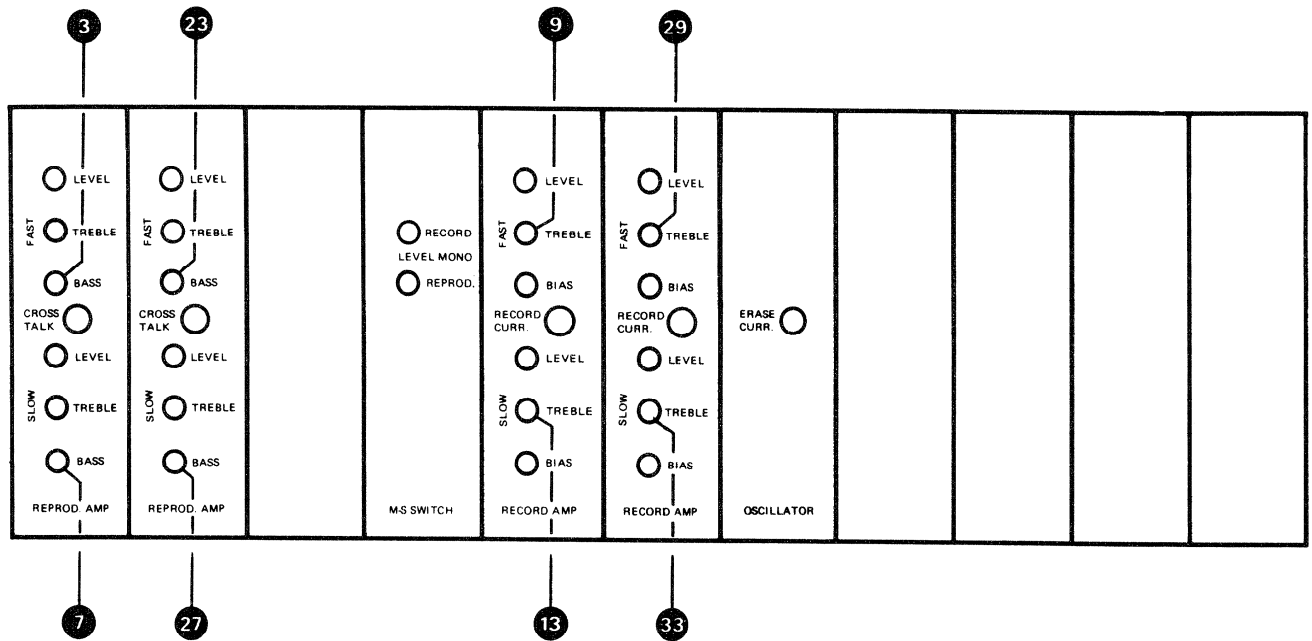 3
23
9
29
LEVEL
FAST
TREBLE
BASS
CROSS
TALK
LEVEL
SLOW
TREBLE
BASS
REPROD. AMP
LEVEL
FAST
TREBLE
BASS
CROSS
TALK
LEVEL
SLOW
TREBLE
BASS
REPROD. AMP
RECORD
LEVEL MONO
REPROD.
M-S SWITCH
LEVEL
FAST
TREBLE
BIAS
RECORD
CURR.
LEVEL
SLOW
TREBLE
BIAS
RECORD AMP
LEVEL
FAST
TREBLE
BIAS
RECORD
CURR.
LEVEL
SLOW
TREBLE
BIAS
RECORD AMP
ERASE
CURR.
OSCILLATOR
7
27
13
33